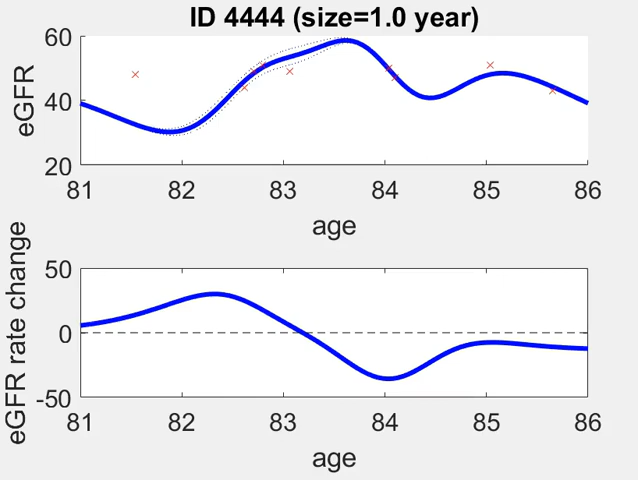 ID 4444 (size=1.0 year)
60
40
20
eGFR
81 82 83 84 85 86
age
50
0
-50
eGFR rate change
81 82 83 84 85 86
age